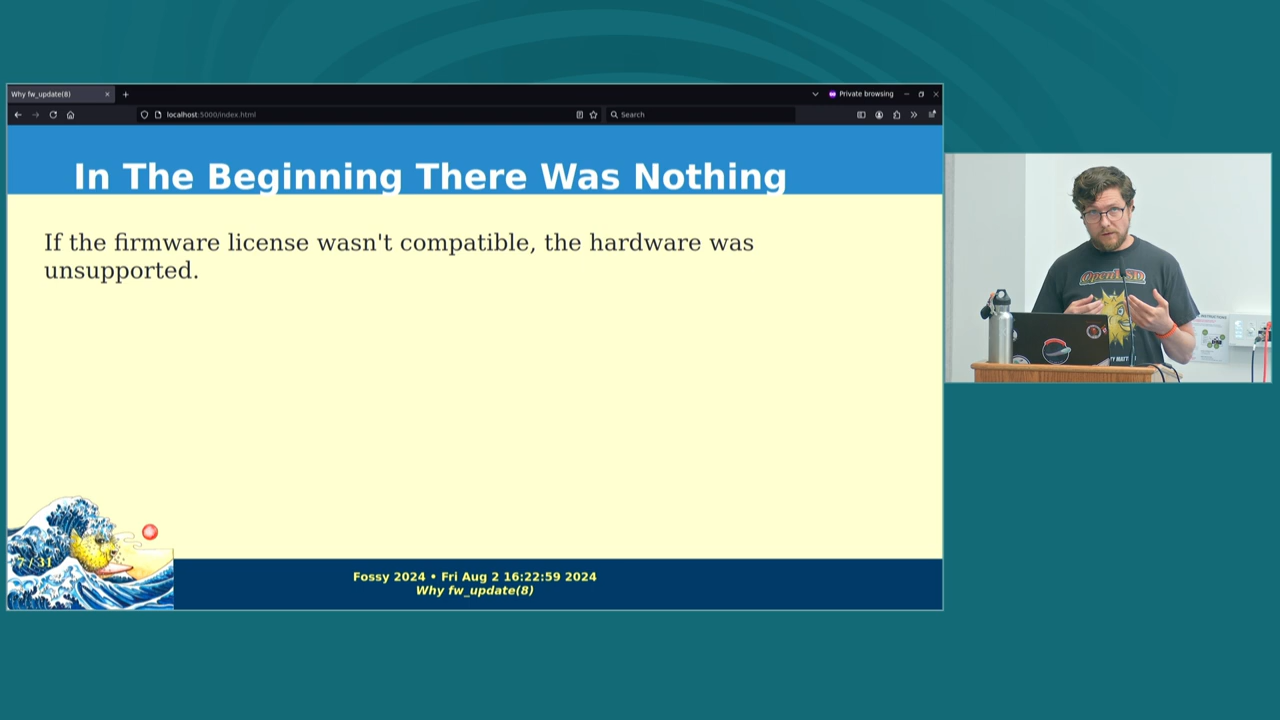 Why fw_update(8)
Private browsing
localhost:5000/index.html
Search
In The Beginning There Was Nothing
If the firmware license wasn't compatible, the hardware was
unsupported.
7 / 31
Fossy 2024 • Fri Aug 2 16:22:59 2024
Why fw_update(8)